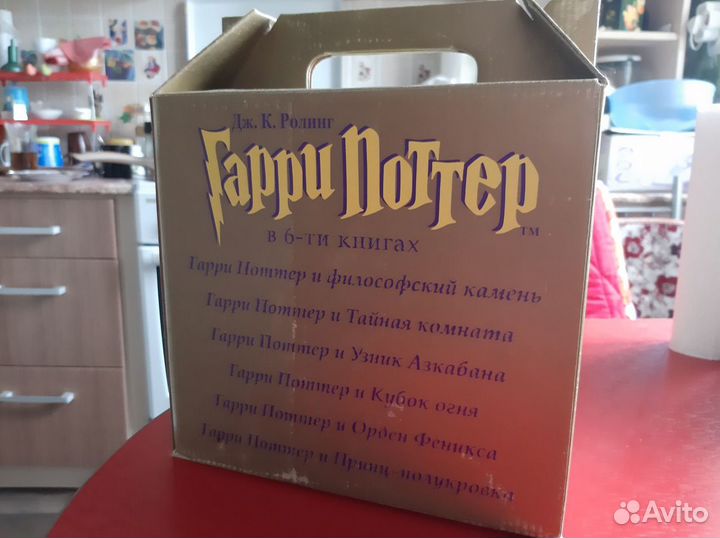 Дж. К. Ролинг
Гарри Поттер
TM
в 6-ти книгах
Гарри Поттер и философский камень
Гарри Поттер и Тайная комната
Гарри Поттер и Узник Азкабана
Гарри Поттер и Кубок огня
Гарри Поттер и Орден Феникса
Гарри Поттер и Принц-полукровка
Avito